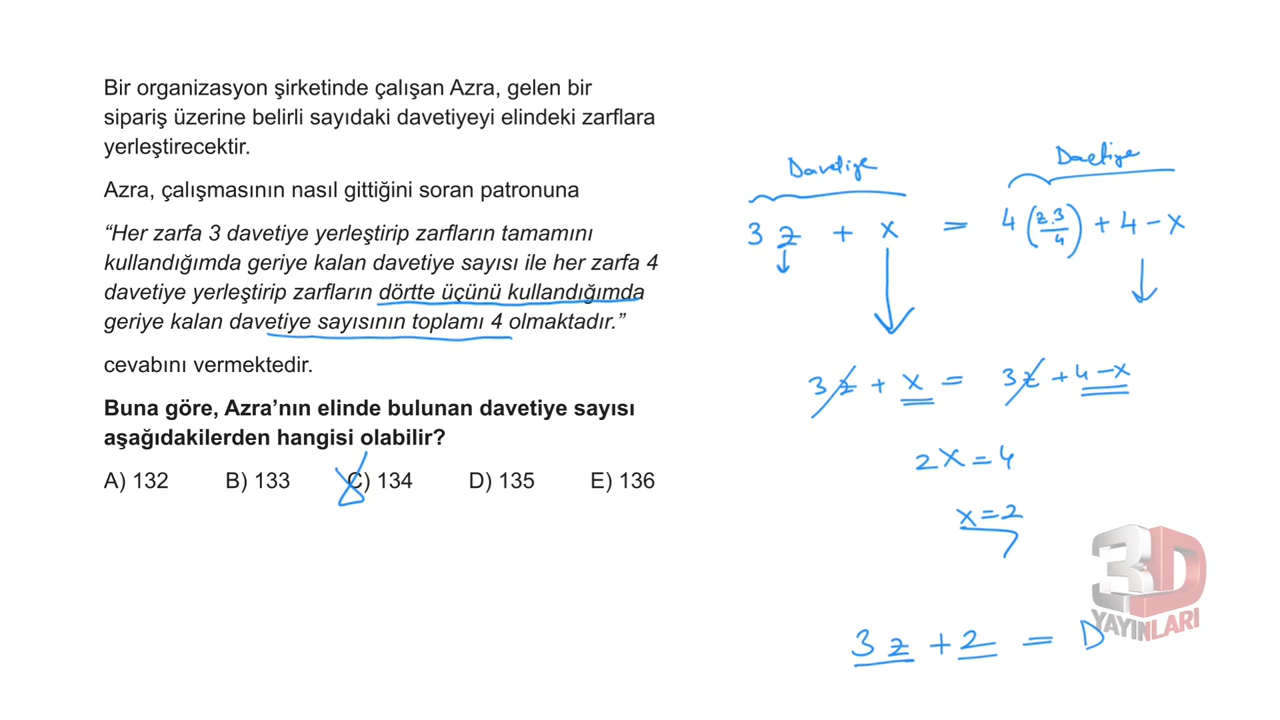 Bir organizasyon şirketinde çalışan Azra, gelen bir
sipariş üzerine belirli sayıdaki davetiyeyi elindeki zarflara
yerleştirecektir.
Azra, çalışmasının nasıl gittiğini soran patronuna
“Her zarfa 3 davetiye yerleştirip zarfların tamamını
kullandığımda geriye kalan davetiye sayısı ile her zarfa 4
davetiye yerleştirip zarfların dörtte üçünü kullandığımda
geriye kalan davetiye sayısının toplamı 4 olmaktadır.”
cevabını vermektedir.
Buna göre, Azra’nın elinde bulunan davetiye sayısı
aşağıdakilerden hangisi olabilir?
A) 132 B) 133 C) 134 D) 135 E) 136
Davetiye Davetiye
3 z + x = 4 (z.3/4) + 4 - x
3z + x = 3z + 4 - x
2x = 4
x = 2
3 z + 2 = D
3D
YAYINLARI